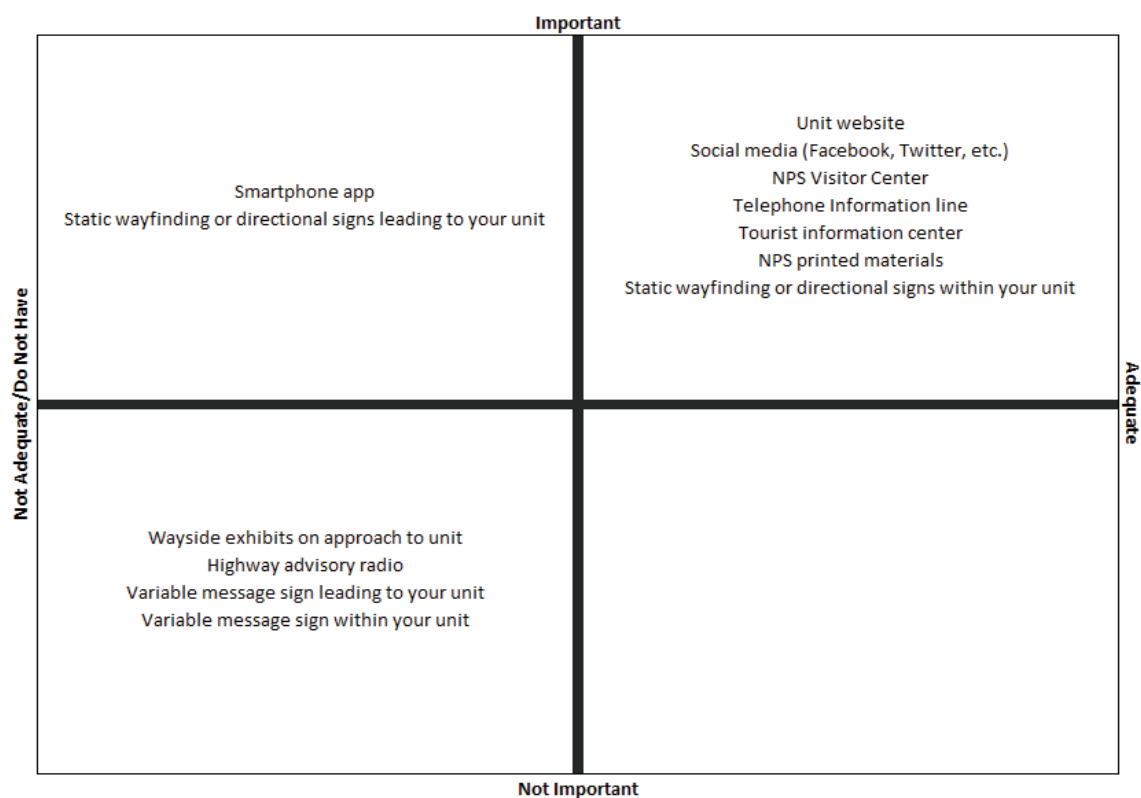 Important
Smartphone app
Static wayfinding or directional signs leading to your unit
Unit website
Social media (Facebook, Twitter, etc.)
NPS Visitor Center
Telephone Information line
Tourist information center
NPS printed materials
Static wayfinding or directional signs within your unit
Not Adequate/Do Not Have
Adequate
Wayside exhibits on approach to unit
Highway advisory radio
Variable message sign leading to your unit
Variable message sign within your unit
Not Important